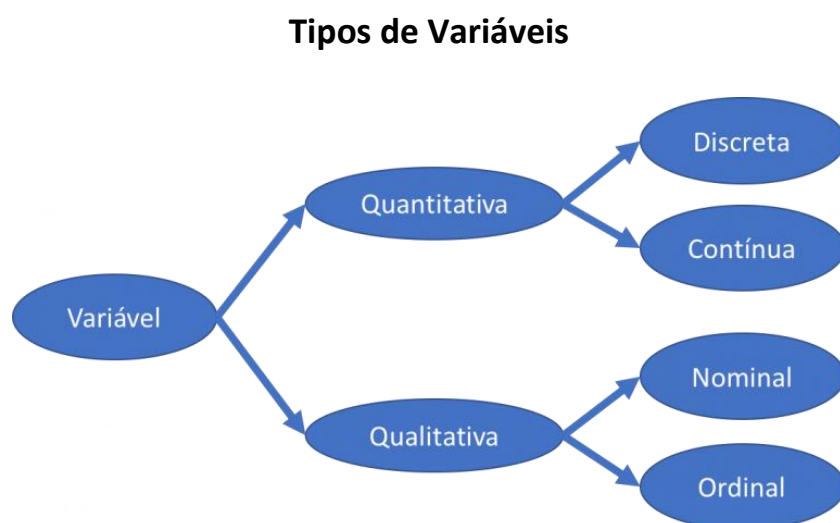 Tipos de Variáveis
Discreta
Quantitativa
Contínua
Variável
Nominal
Qualitativa
Ordinal